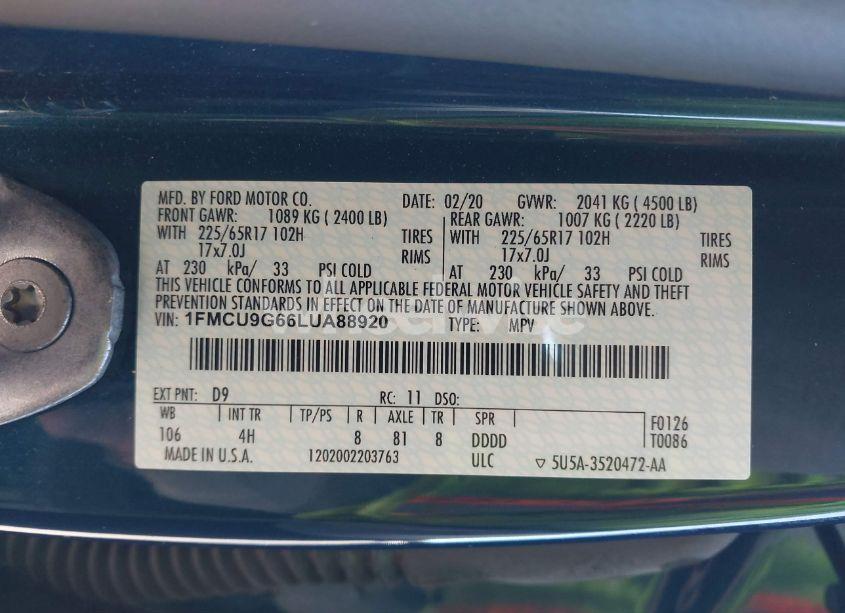 MFD. BY FORD MOTOR CO. DATE: 02/20 GVWR: 2041 KG ( 4500 LB)
FRONT GAWR: 1089 KG ( 2400 LB) REAR GAWR: 1007 KG ( 2220 LB)
WITH 225/65R17 102H TIRES WITH 225/65R17 102H TIRES
17x7.0J RIMS 17x7.0J RIMS
AT 230 kPa/ 33 PSI COLD AT 230 kPa/ 33 PSI COLD
THIS VEHICLE CONFORMS TO ALL APPLICABLE FEDERAL MOTOR VEHICLE SAFETY AND THEFT
PREVENTION STANDARDS IN EFFECT ON THE DATE OF MANUFACTURE SHOWN ABOVE.
VIN: 1FMCU9G66LUA88920 TYPE: MPV
EXT PNT: D9 RC: 11 DSO:
WB INT TR TP/PS R AXLE TR SPR F0126
106 4H 8 81 8 DDDD T0086
MADE IN U.S.A. 1202002203763 ULC ▽ 5U5A-3520472-AA